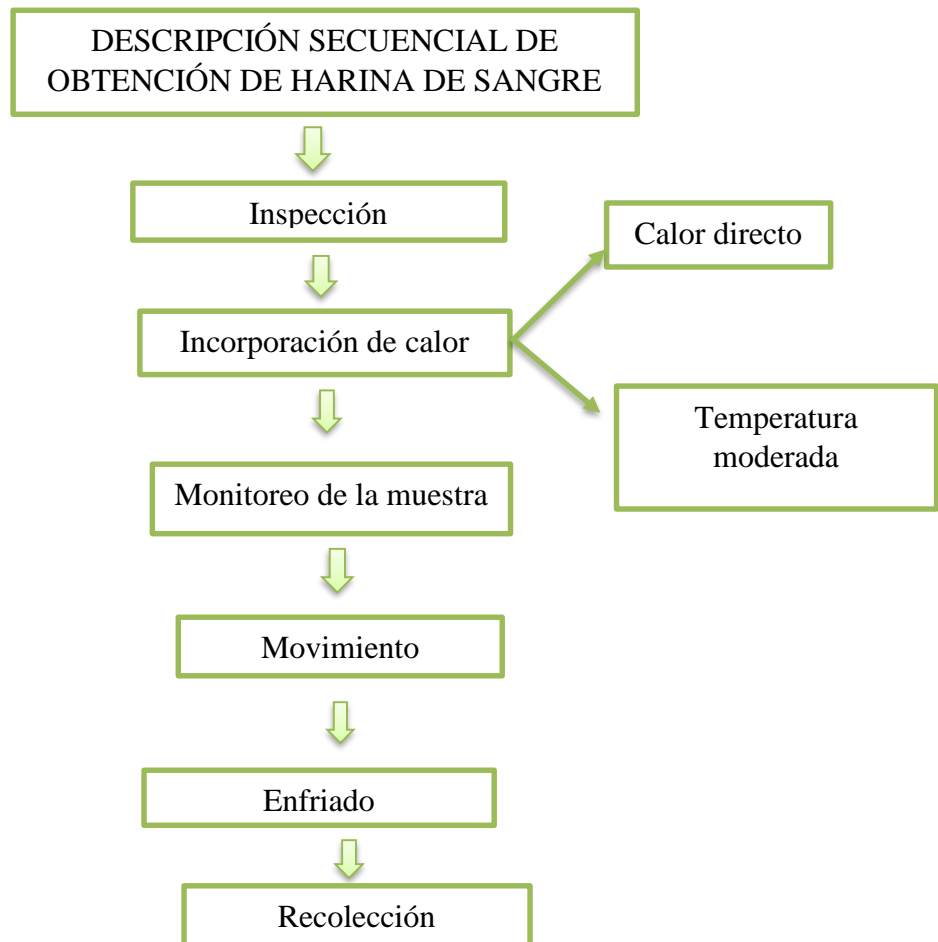 DESCRIPCIÓN SECUENCIAL DE
OBTENCIÓN DE HARINA DE SANGRE
Inspección
Calor directo
Incorporación de calor
Temperatura
moderada
Monitoreo de la muestra
Movimiento
Enfriado
Recolección